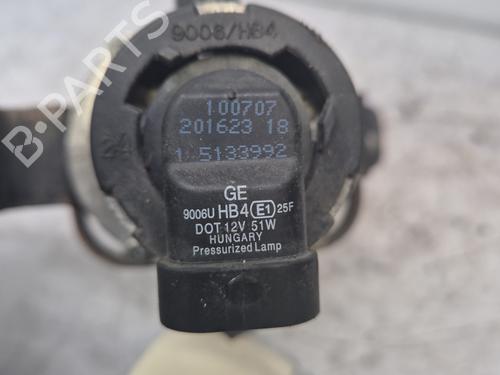 B-PARTS
9006/HB4
24
100707
201623 18
1 5133992
GE
9006U HB4 E1 25F
DOT 12V 51W
HUNGARY
Pressurized Lamp